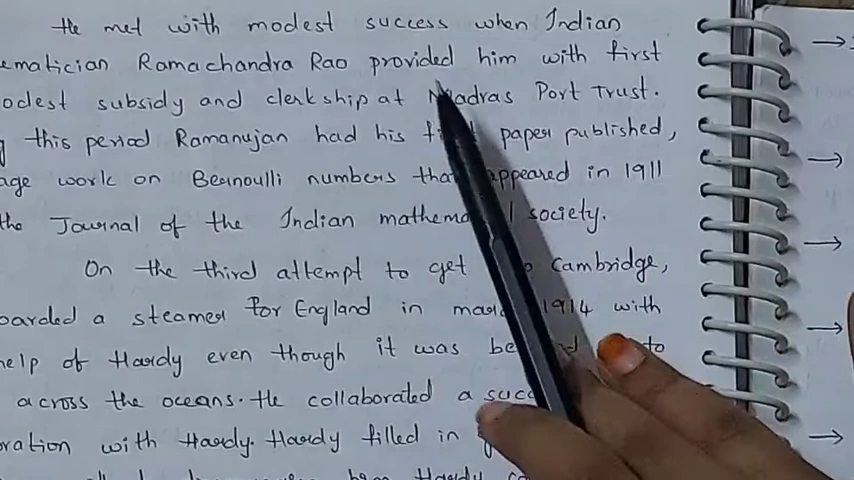 He met with modest success when Indian
ematician Ramachandra Rao provided him with first
odest subsidy and clerkship at Madras Port Trust.
g this period Ramanujan had his paper published,
age work on Bernoulli numbers appeared in 1911
the Journal of the Indian society.
On the third attempt to get Cambridge,
oarded a steamer for England in 1914 with
help of Hardy even though it was to
across the oceans. He collaborated a
oration with Hardy. Hardy filled in
Hardy